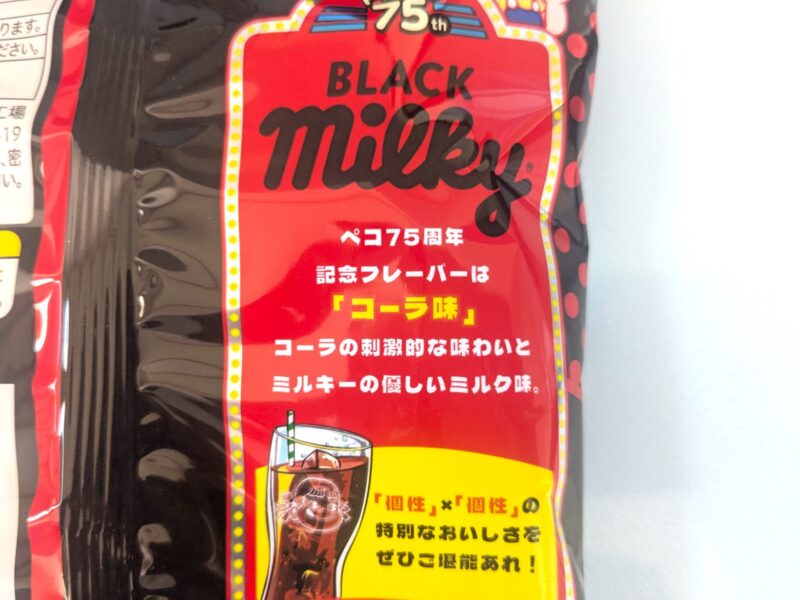 ります。
ださい。
工場
19
、密
い。
75th
BLACK
milky
ペコ75周年
記念フレーバーは
「コーラ味」
コーラの刺激的な味わいと
ミルキーの優しいミルク味。
「個性」×「個性」の
特別なおいしさを
ぜひご堪能あれ！